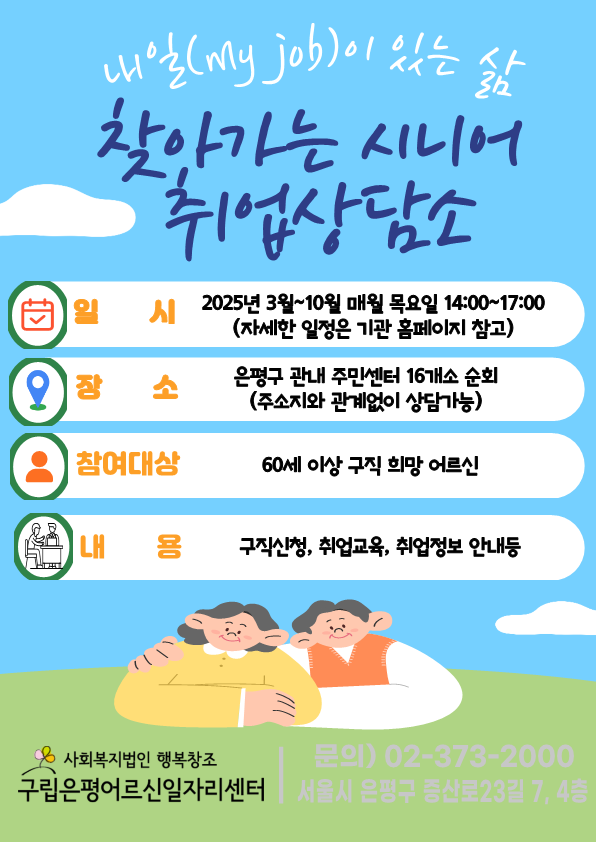 내일(my job)이 있는 삶
찾아가는 시니어
취업상담소
일 시
2025년 3월~10월 매월 목요일 14:00~17:00
(자세한 일정은 기관 홈페이지 참고)
장 소
은평구 관내 주민센터 16개소 순회
(주소지와 관계없이 상담가능)
참여대상
60세 이상 구직 희망 어르신
내 용
구직신청, 취업교육, 취업정보 안내등
사회복지법인 행복창조
구립은평어르신일자리센터
문의) 02-373-2000
서울시 은평구 증산로23길 7, 4층